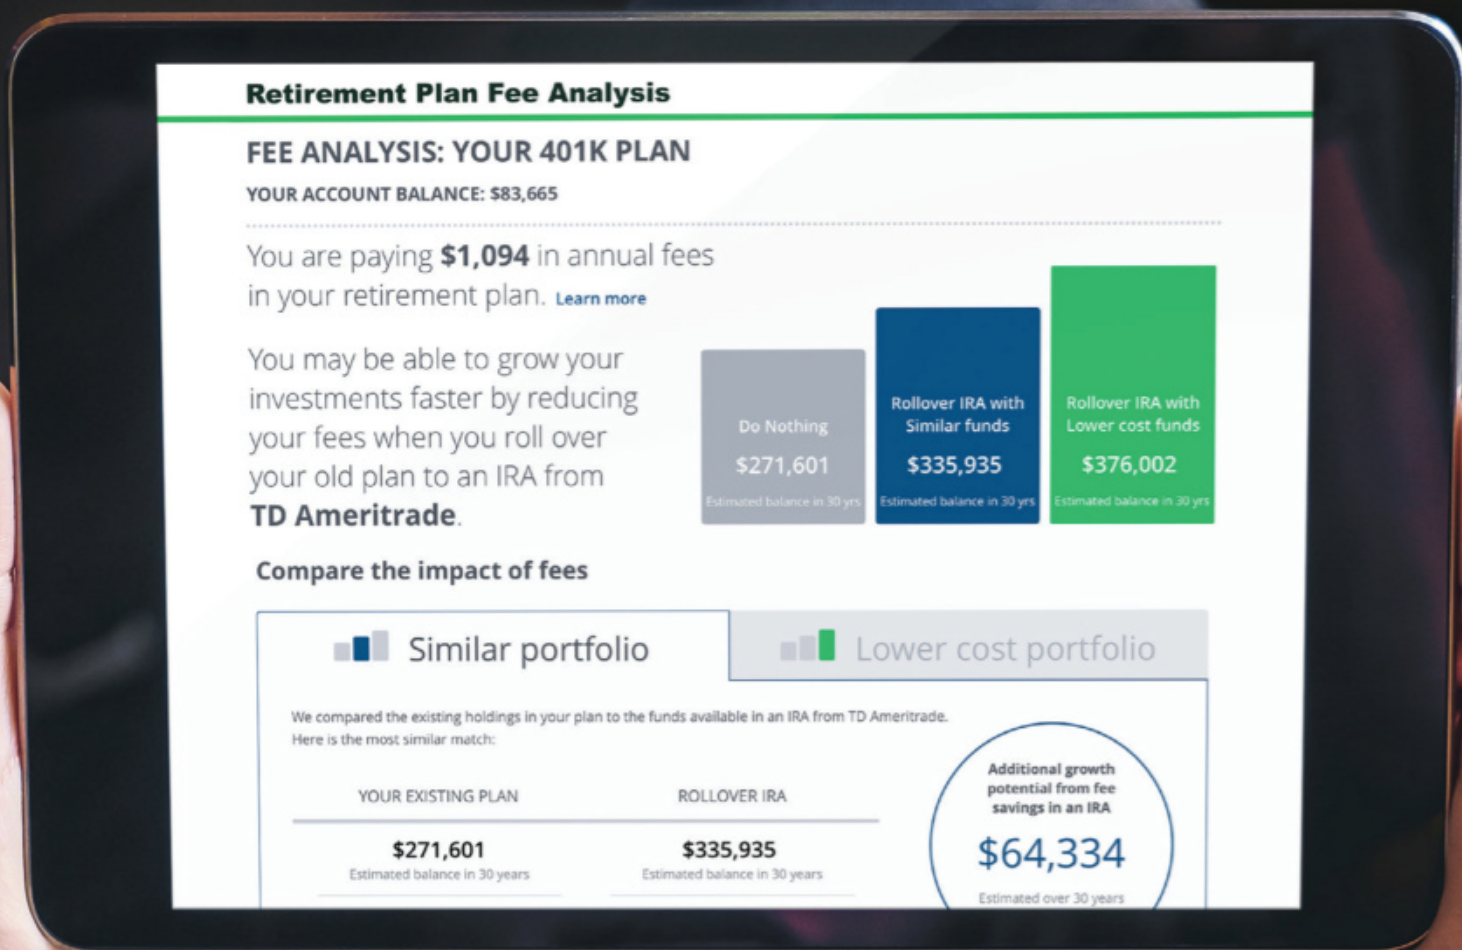 Retirement Plan Fee Analysis
FEE ANALYSIS: YOUR 401K PLAN
YOUR ACCOUNT BALANCE: $83,665
You are paying $1,094 in annual fees
in your retirement plan. Learn more
You may be able to grow your
investments faster by reducing
your fees when you roll over
your old plan to an IRA from
TD Ameritrade.
Do Nothing
$271,601
Estimated balance in 30 yrs
Rollover IRA with
Similar funds
$335,935
Estimated balance in 30 yrs
Rollover IRA with
Lower cost funds
$376,002
Estimated balance in 30 yrs
Compare the impact of fees
Similar portfolio
Lower cost portfolio
We compared the existing holdings in your plan to the funds available in an IRA from TD Ameritrade.
Here is the most similar match:
YOUR EXISTING PLAN
ROLLOVER IRA
$271,601
$335,935
Estimated balance in 30 years
Estimated balance in 30 years
Additional growth
potential from fee
savings in an IRA
$64,334
Estimated over 30 years